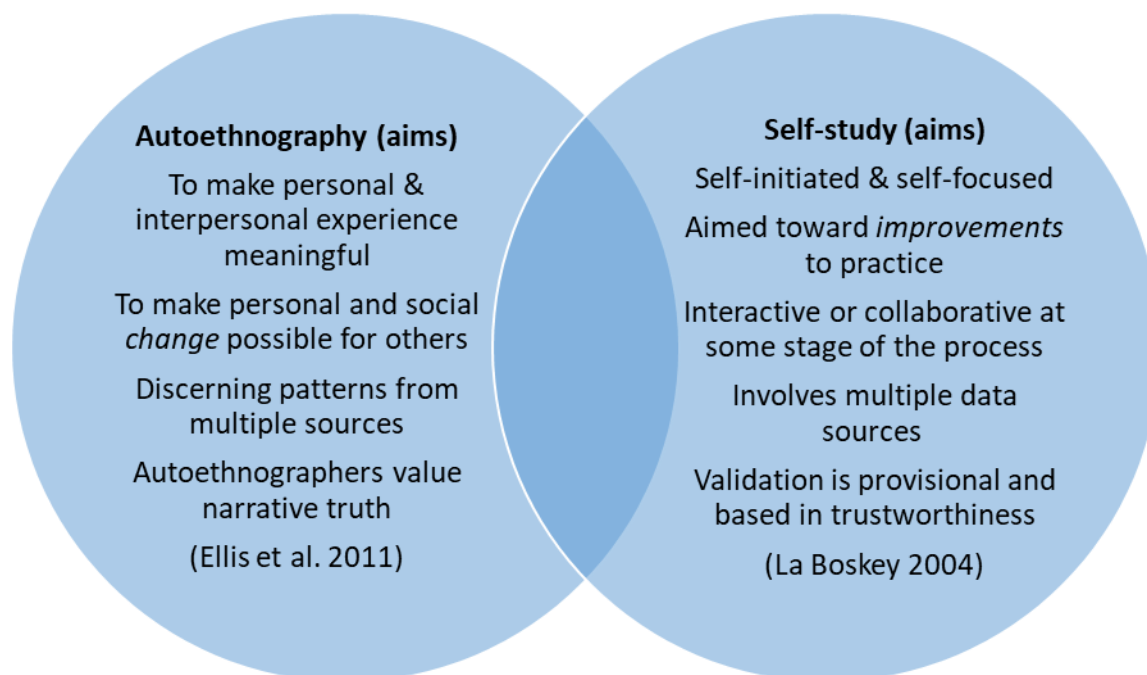 Autoethnography (aims)
To make personal &
interpersonal experience
meaningful
To make personal and social
change possible for others
Discerning patterns from
multiple sources
Autoethnographers value
narrative truth
(Ellis et al. 2011)
Self-study (aims)
Self-initiated & self-focused
Aimed toward improvements
to practice
Interactive or collaborative at
some stage of the process
Involves multiple data
sources
Validation is provisional and
based in trustworthiness
(La Boskey 2004)